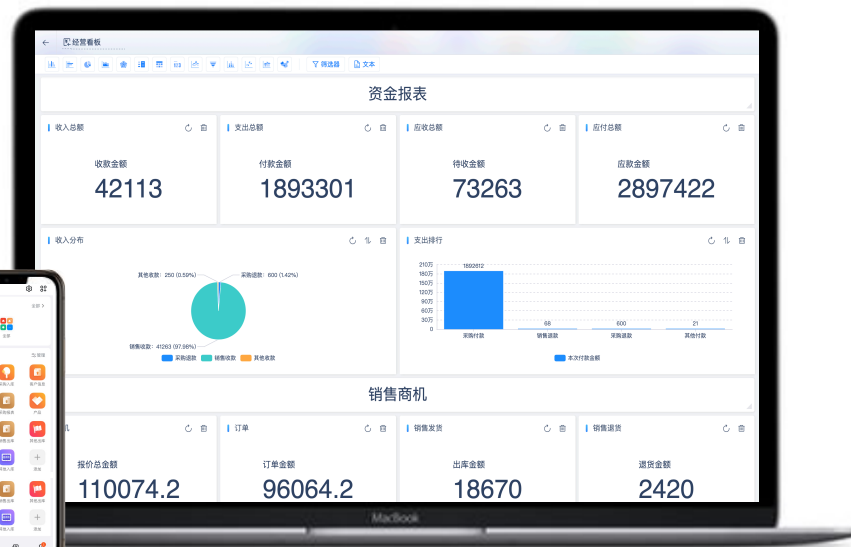 经营看板
筛选器 文本
资金报表
收入总额 支出总额 应收总额 应付总额
收款金额 付款金额 待收金额 应款金额
42113 1893301 73263 2897422
收入分布 支出排行
其他收款: 250 (0.59%) 采购退款: 600 (1.42%)
销售收款: 41263 (97.98%)
采购退款 销售收款 其他收款
210万
180万
150万
120万
90万
60万
30万
0
1892612 68 600 21
采购付款 销售退款 采购退款 其他付款
本次付款金额
销售商机
机 订单 销售发货 销售退货
报价总金额 订单金额 出库金额 退货金额
110074.2 96064.2 18670 2420
MacBook